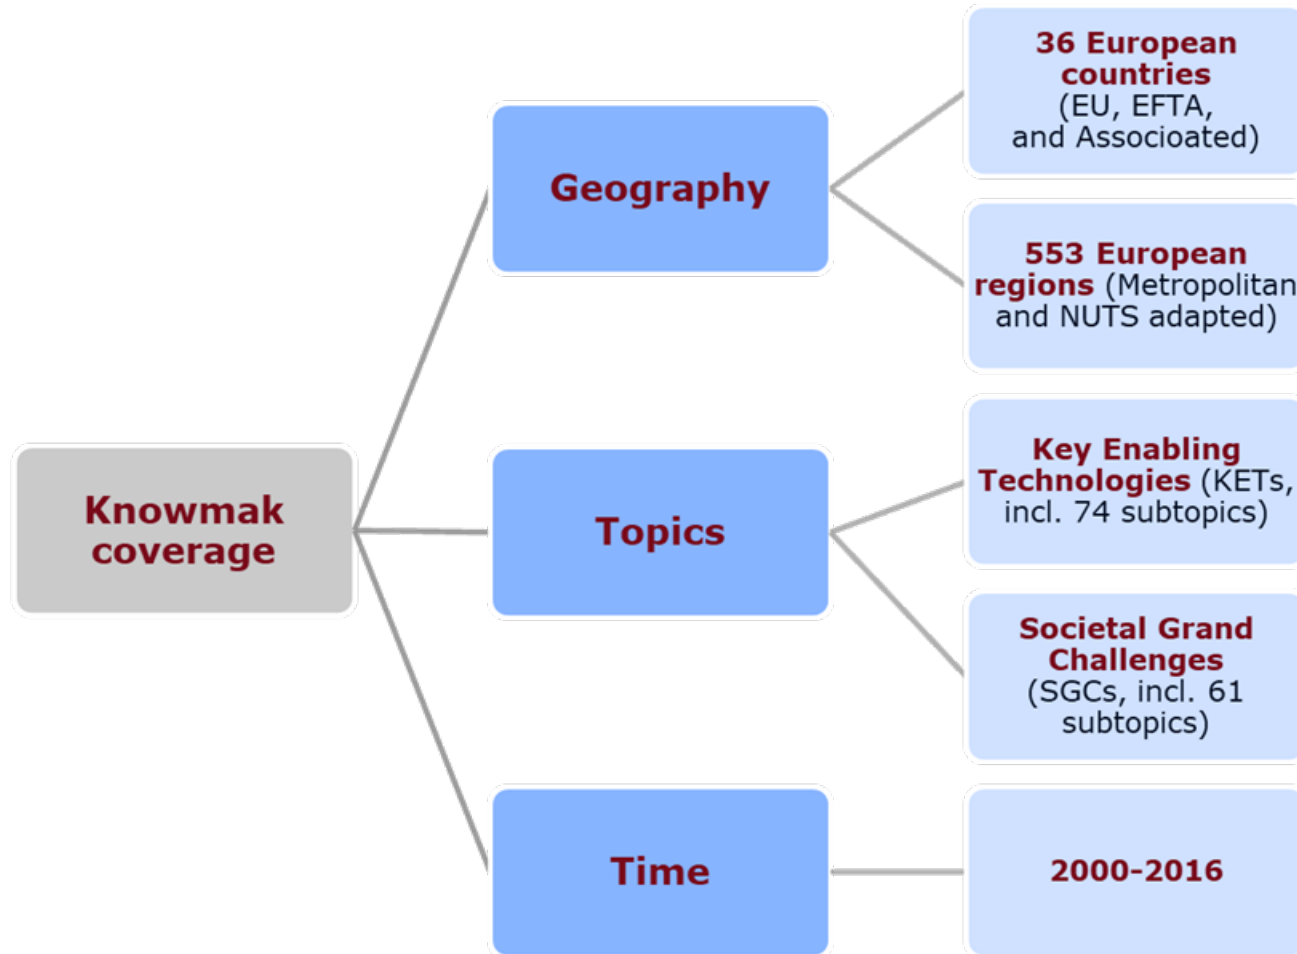 Knowmak
coverage
Geography
36 European
countries
(EU, EFTA,
and Associoated)
553 European
regions (Metropolitan
and NUTS adapted)
Topics
Key Enabling
Technologies (KETs,
incl. 74 subtopics)
Societal Grand
Challenges
(SGCs, incl. 61
subtopics)
Time
2000-2016